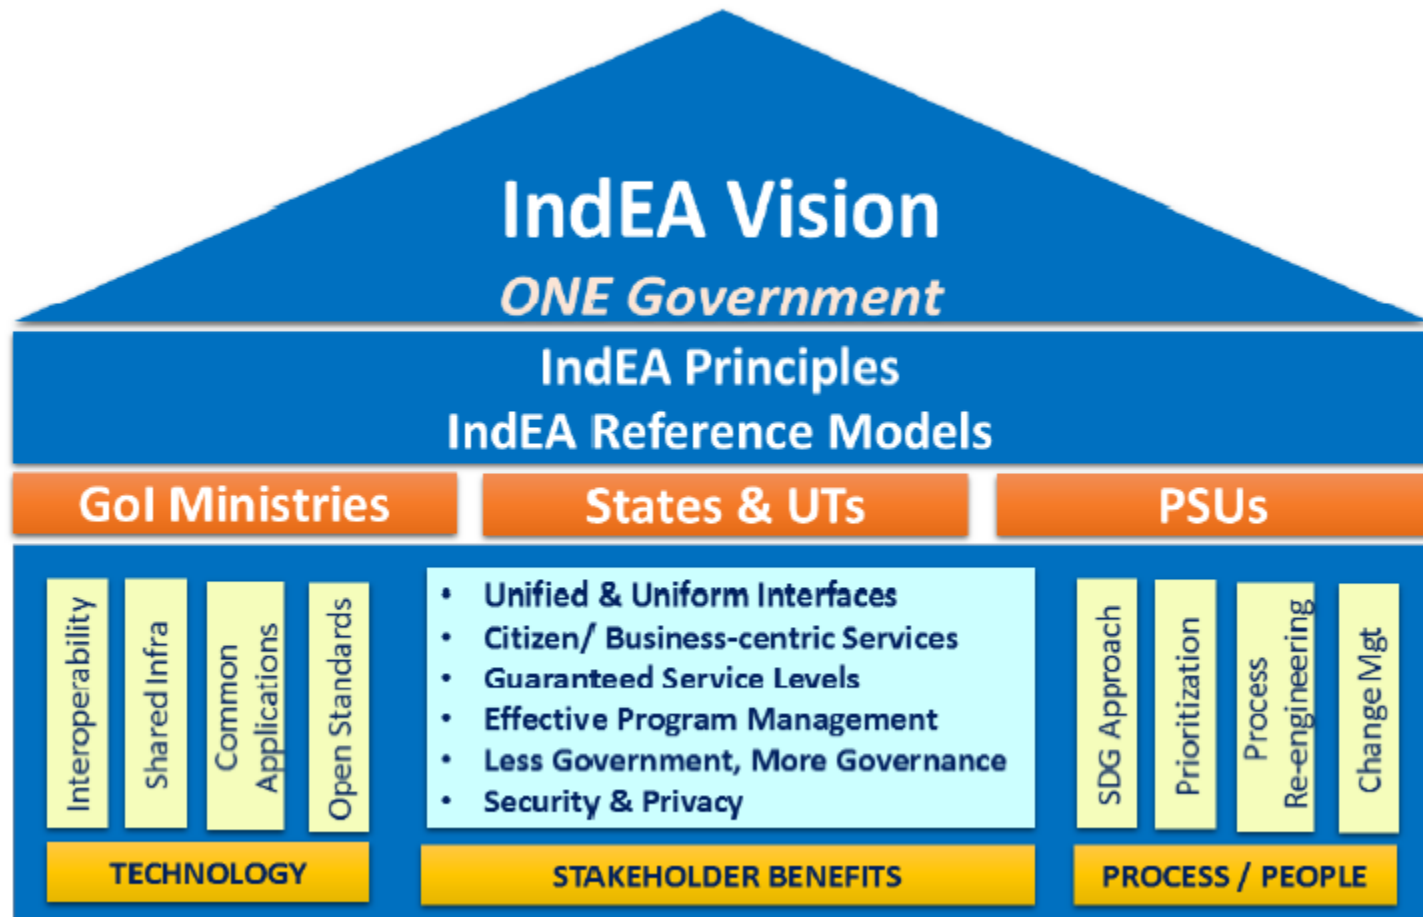 IndEA Vision
ONE Government
IndEA Principles
IndEA Reference Models
GoI Ministries
States & UTs
PSUs
Interoperability
Shared Infra
Common
Applications
Open Standards
• Unified & Uniform Interfaces
• Citizen/ Business-centric Services
• Guaranteed Service Levels
• Effective Program Management
• Less Government, More Governance
• Security & Privacy
SDG Approach
Prioritization
Process
Re-engineering
Change Mgt
TECHNOLOGY
STAKEHOLDER BENEFITS
PROCESS / PEOPLE